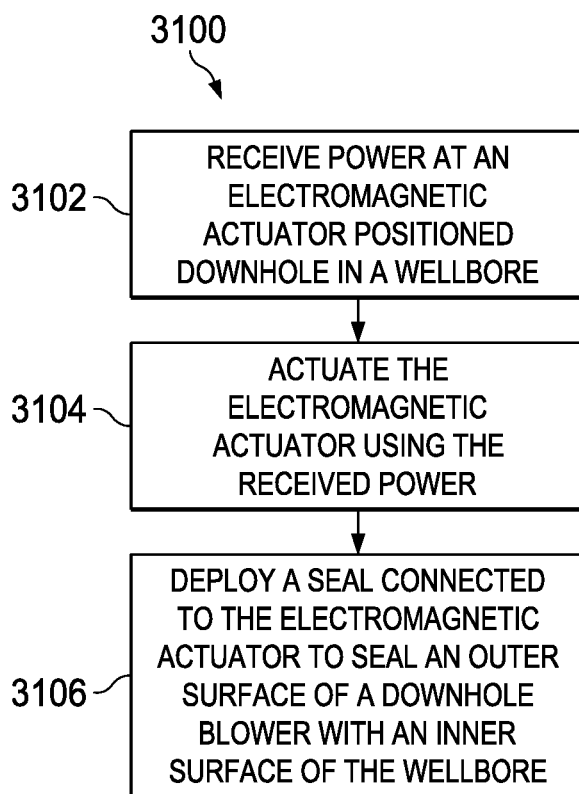 3100
3102
RECEIVE POWER AT AN
ELECTROMAGNETIC
ACTUATOR POSITIONED
DOWNHOLE IN A WELLBORE
3104
ACTUATE THE
ELECTROMAGNETIC
ACTUATOR USING THE
RECEIVED POWER
3106
DEPLOY A SEAL CONNECTED
TO THE ELECTROMAGNETIC
ACTUATOR TO SEAL AN OUTER
SURFACE OF A DOWNHOLE
BLOWER WITH AN INNER
SURFACE OF THE WELLBORE